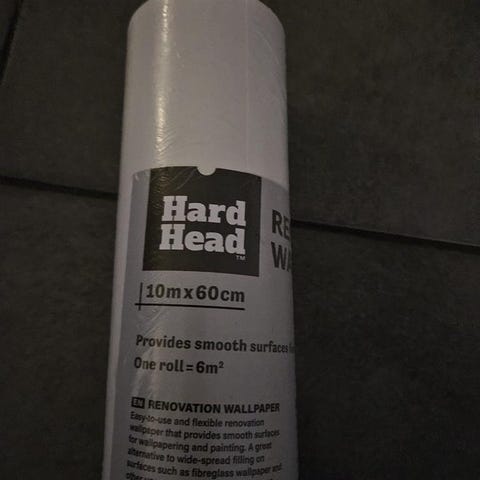 Hard
Head
TM
RE
WA
10m x 60cm
Provides smooth surfaces
One roll = 6m²
EN RENOVATION WALLPAPER
Easy-to-use and flexible renovation
wallpaper that provides smooth surfaces
for wallpapering and painting. A great
alternative to wide-spread filling on
surfaces such as fibreglass wallpaper and